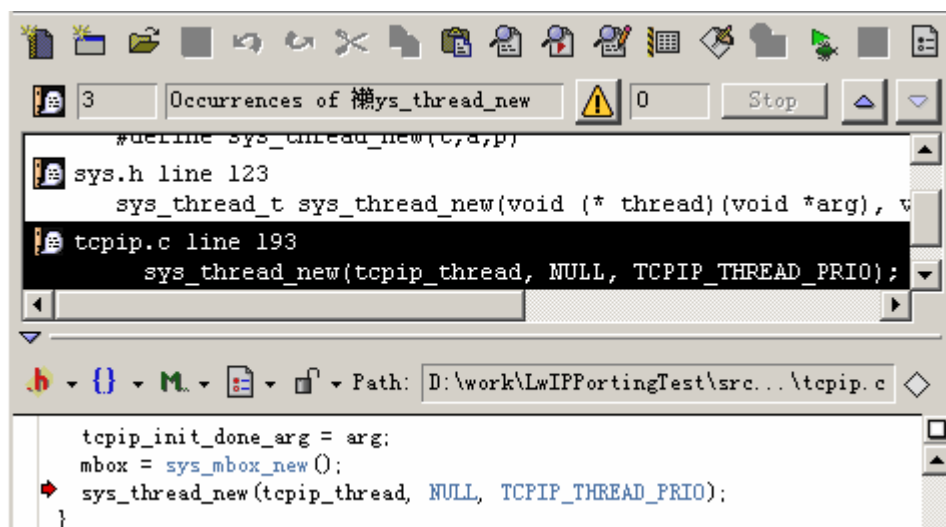 3 Occurrences of 禤ys_thread_new 0 Stop
#define sys_thread_new(t,a,p)
sys.h line 123
sys_thread_t sys_thread_new(void (* thread)(void *arg), v
tcpip.c line 193
sys_thread_new(tcpip_thread, NULL, TCPIP_THREAD_PRIO);
.h {} M.. Path: D:\work\LwIPPortingTest\src...\tcpip.c
tcpip_init_done_arg = arg;
mbox = sys_mbox_new();
sys_thread_new(tcpip_thread, NULL, TCPIP_THREAD_PRIO);
}